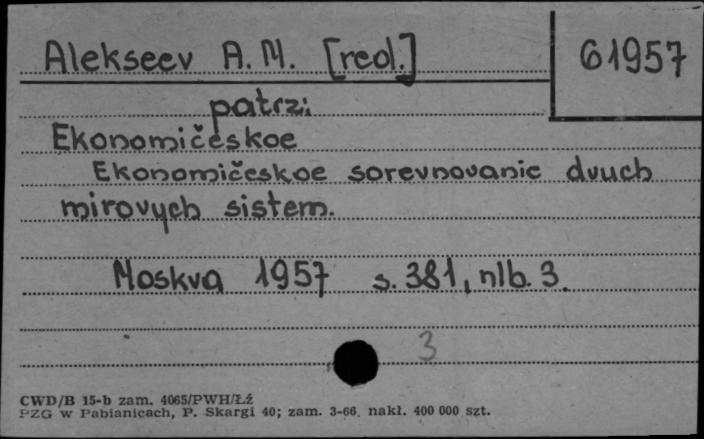 Alekseev A. M. [red.] 61957
patrz:
Ekonomičeskoe
Ekonomičeskoe sorevnovanie dvuch
mirovych sistem.
Moskva 1957 s. 381, nlb. 3.
3
CWD/B 15-b zam. 4065/PWH/Łź
PZG w Pabianicach, P. Skargi 40; zam. 3-66. nakł. 400 000 szt.